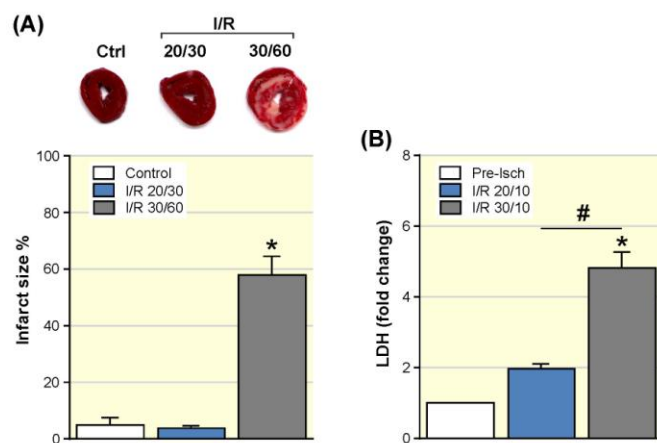 (A)
I/R
Ctrl 20/30 30/60
Infarct size %
100
80
60
40
20
0
Control
I/R 20/30
I/R 30/60
*
(B)
LDH (fold change)
8
6
4
2
0
Pre-Isch
I/R 20/10
I/R 30/10
#
*